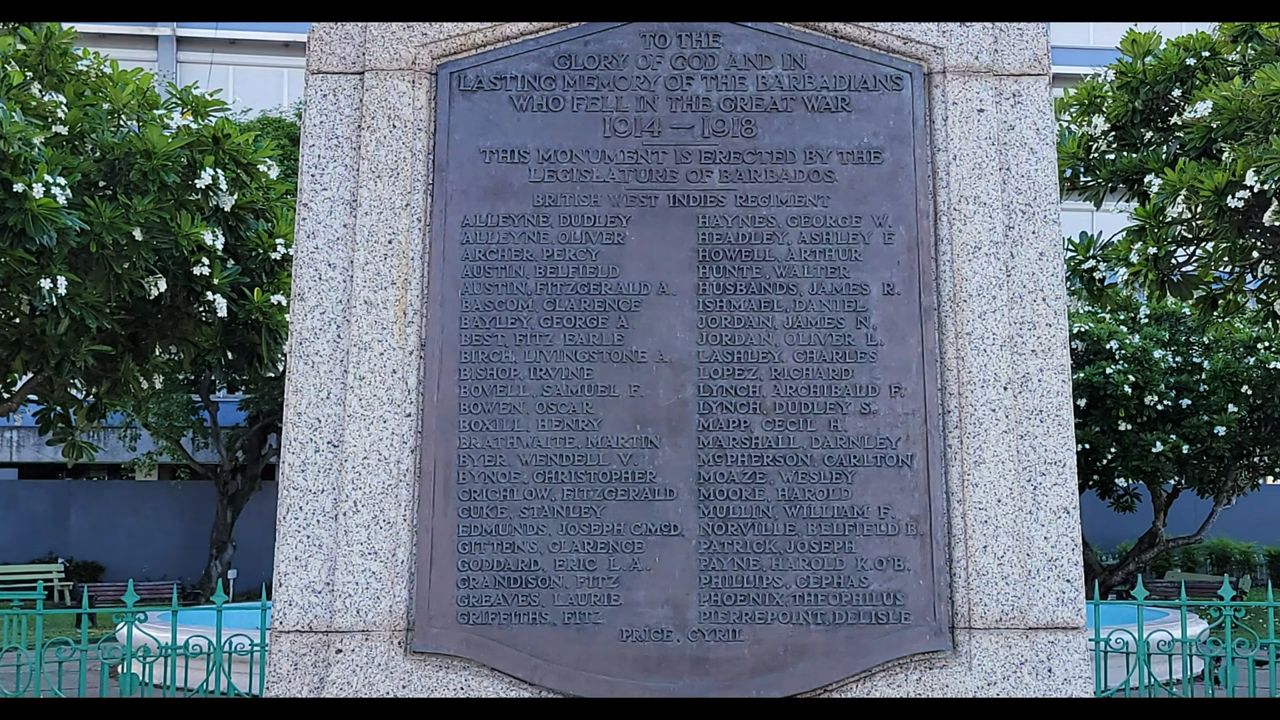 TO THE
GLORY OF GOD AND IN
LASTING MEMORY OF THE BARBADIANS
WHO FELL IN THE GREAT WAR
1914 — 1918
THIS MONUMENT IS ERECTED BY THE
LEGISLATURE OF BARBADOS.
BRITISH WEST INDIES REGIMENT
ALLEYNE, DUDLEY
ALLEYNE, OLIVER
ARCHER, PERCY
AUSTIN, BELFIELD
AUSTIN, FITZGERALD A.
BASCOM, CLARENCE
BAYLEY, GEORGE A
BEST, FITZ EARLE
BIRCH, LIVINGSTONE A.
BISHOP, IRVINE
BOVELL, SAMUEL F.
BOWEN, OSCAR
BOXILL, HENRY
BRATHWAITE, MARTIN
BYER, WENDELL V.
BYNOE, CHRISTOPHER
CRICHLOW, FITZGERALD
CUKE, STANLEY
EDMUNDS, JOSEPH C.McD.
GITTENS, CLARENCE
GODDARD, ERIC L.A.
GRANDISON, FITZ
GREAVES, LAURIE
GRIFFITHS, FITZ
HAYNES, GEORGE W.
HEADLEY, ASHLEY E
HOWELL, ARTHUR
HUNTE, WALTER
HUSBANDS, JAMES R.
ISHMAEL, DANIEL
JORDAN, JAMES N.
JORDAN, OLIVER L.
LASHLEY, CHARLES
LOPEZ, RICHARD
LYNCH, ARCHIBALD F.
LYNCH, DUDLEY S.
MAPP, CECIL H.
MARSHALL, DARNLEY
McPHERSON, CARLTON
MOAZE, WESLEY
MOORE, HAROLD
MULLIN, WILLIAM F.
NORVILLE, BELFIELD B.
PATRICK, JOSEPH
PAYNE, HAROLD K.O'B.
PHILLIPS, CEPHAS
PHOENIX, THEOPHILUS
PIERREPOINT, DELISLE
PRICE, CYRIL